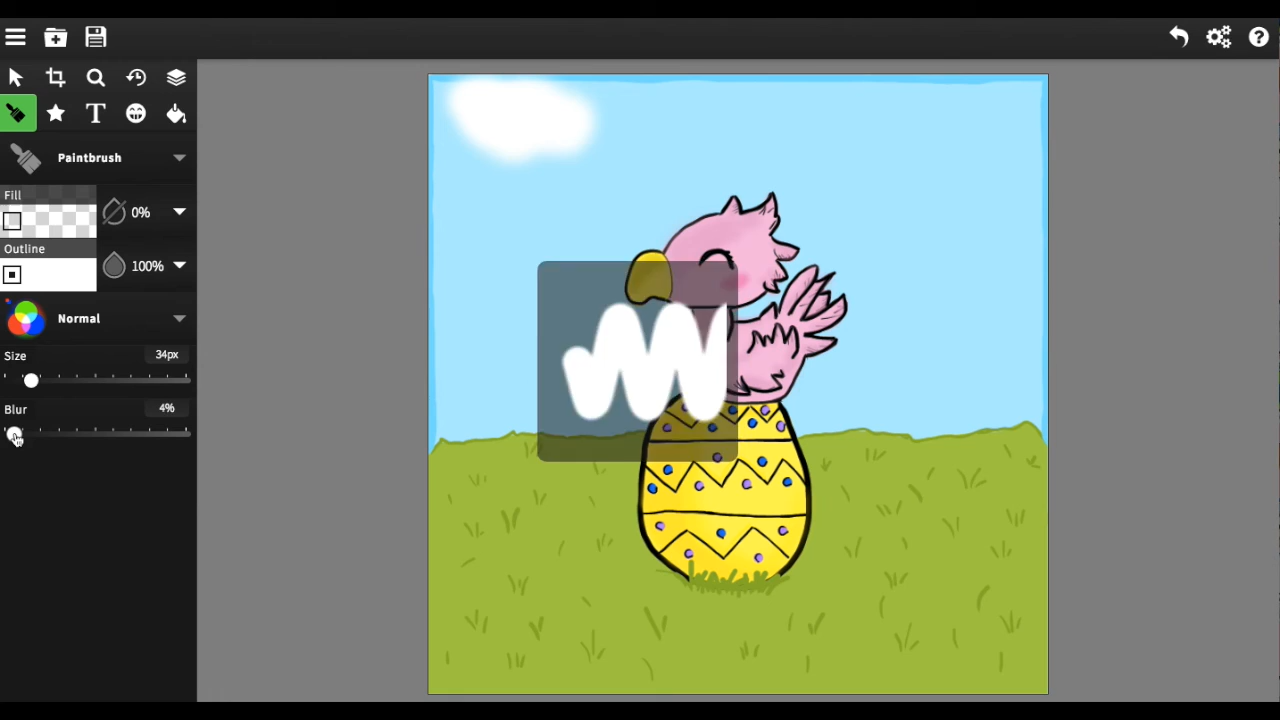 T
Paintbrush
Fill
0%
Outline
100%
Normal
Size
34px
Blur
4%